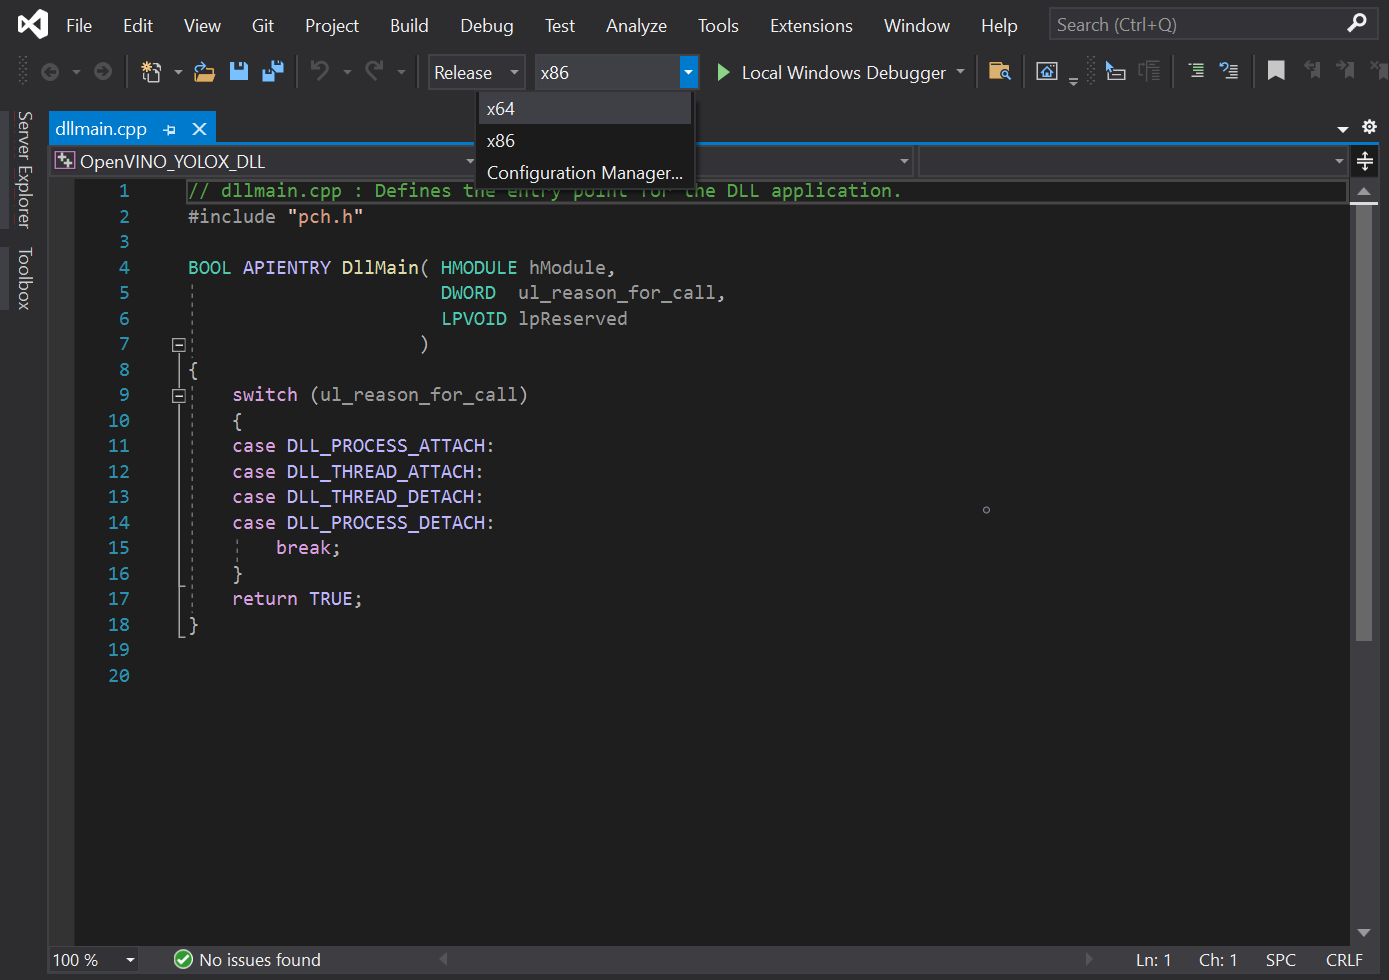 File Edit View Git Project Build Debug Test Analyze Tools Extensions Window Help Search (Ctrl+Q)
Release x86 Local Windows Debugger
x64
x86
Configuration Manager...
Server Explorer
Toolbox
dllmain.cpp
OpenVINO_YOLOX_DLL
1 // dllmain.cpp : Defines the entry point for the DLL application.
2 #include "pch.h"
3
4 BOOL APIENTRY DllMain( HMODULE hModule,
5 DWORD ul_reason_for_call,
6 LPVOID lpReserved
7 )
8 {
9 switch (ul_reason_for_call)
10 {
11 case DLL_PROCESS_ATTACH:
12 case DLL_THREAD_ATTACH:
13 case DLL_THREAD_DETACH:
14 case DLL_PROCESS_DETACH:
15 break;
16 }
17 return TRUE;
18 }
19
20
100 % No issues found Ln: 1 Ch: 1 SPC CRLF